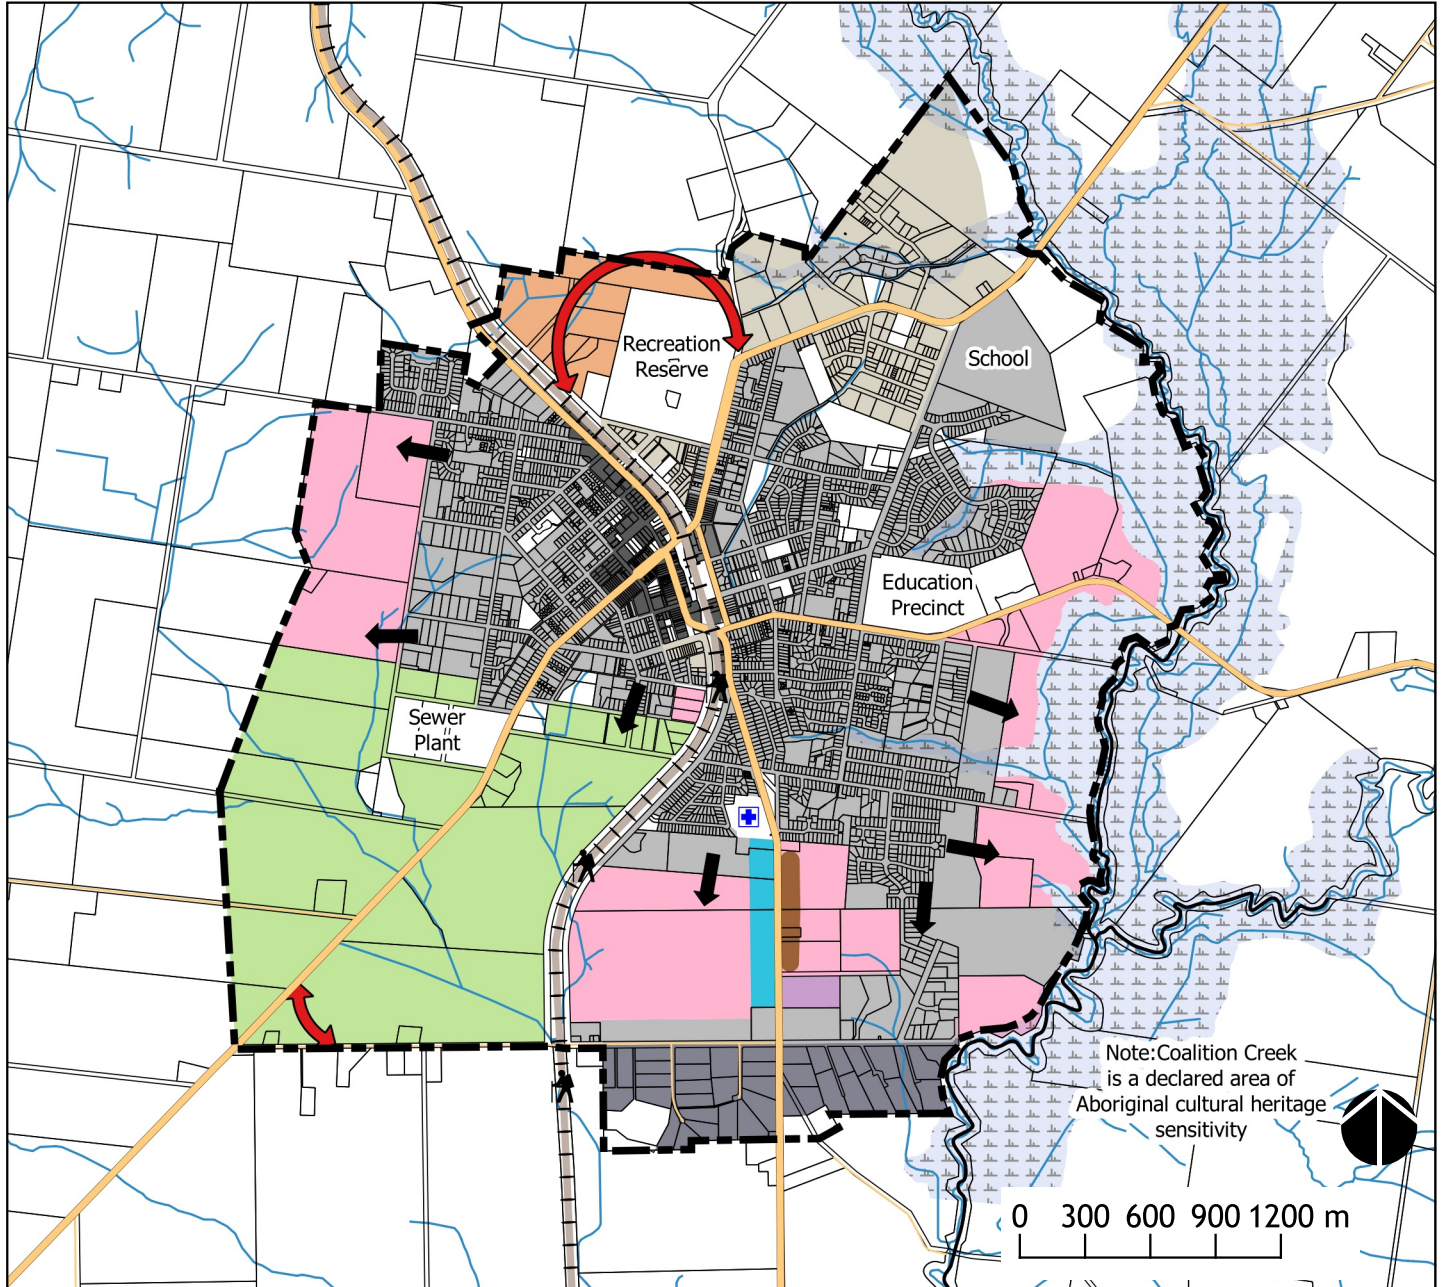 Recreation
Reserve
School
Education
Precinct
Sewer
Plant
Note:Coalition Creek
is a declared area of
Aboriginal cultural heritage
sensitivity
0 300 600 900 1200 m